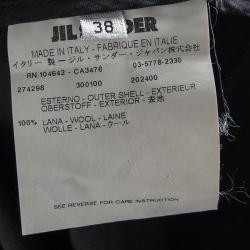 JIL SANDER
38
MADE IN ITALY - FABRIQUE EN ITALIE
イタリー製 ージル・サンダー・ジャパン株式会社
RN 104642 - CA3476 03-5778-2330
274298 300100 202400
ESTERNO - OUTER SHELL - EXTERIEUR
OBERSTOFF - EXTERIOR - 表地
100% LANA - WOOL - LAINE
WOLLE - LANA - ウール
SEE REVERSE FOR CARE INSTRUCTION